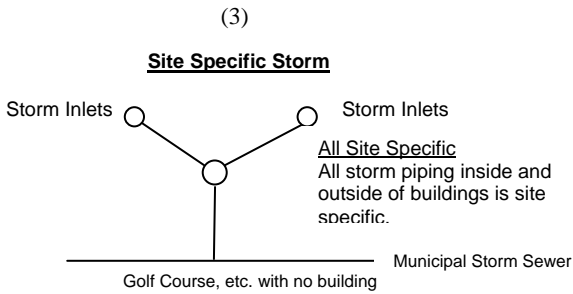 (3)
Site Specific Storm
Storm Inlets
Storm Inlets
All Site Specific
All storm piping inside and
outside of buildings is site
specific.
Municipal Storm Sewer
Golf Course, etc. with no building